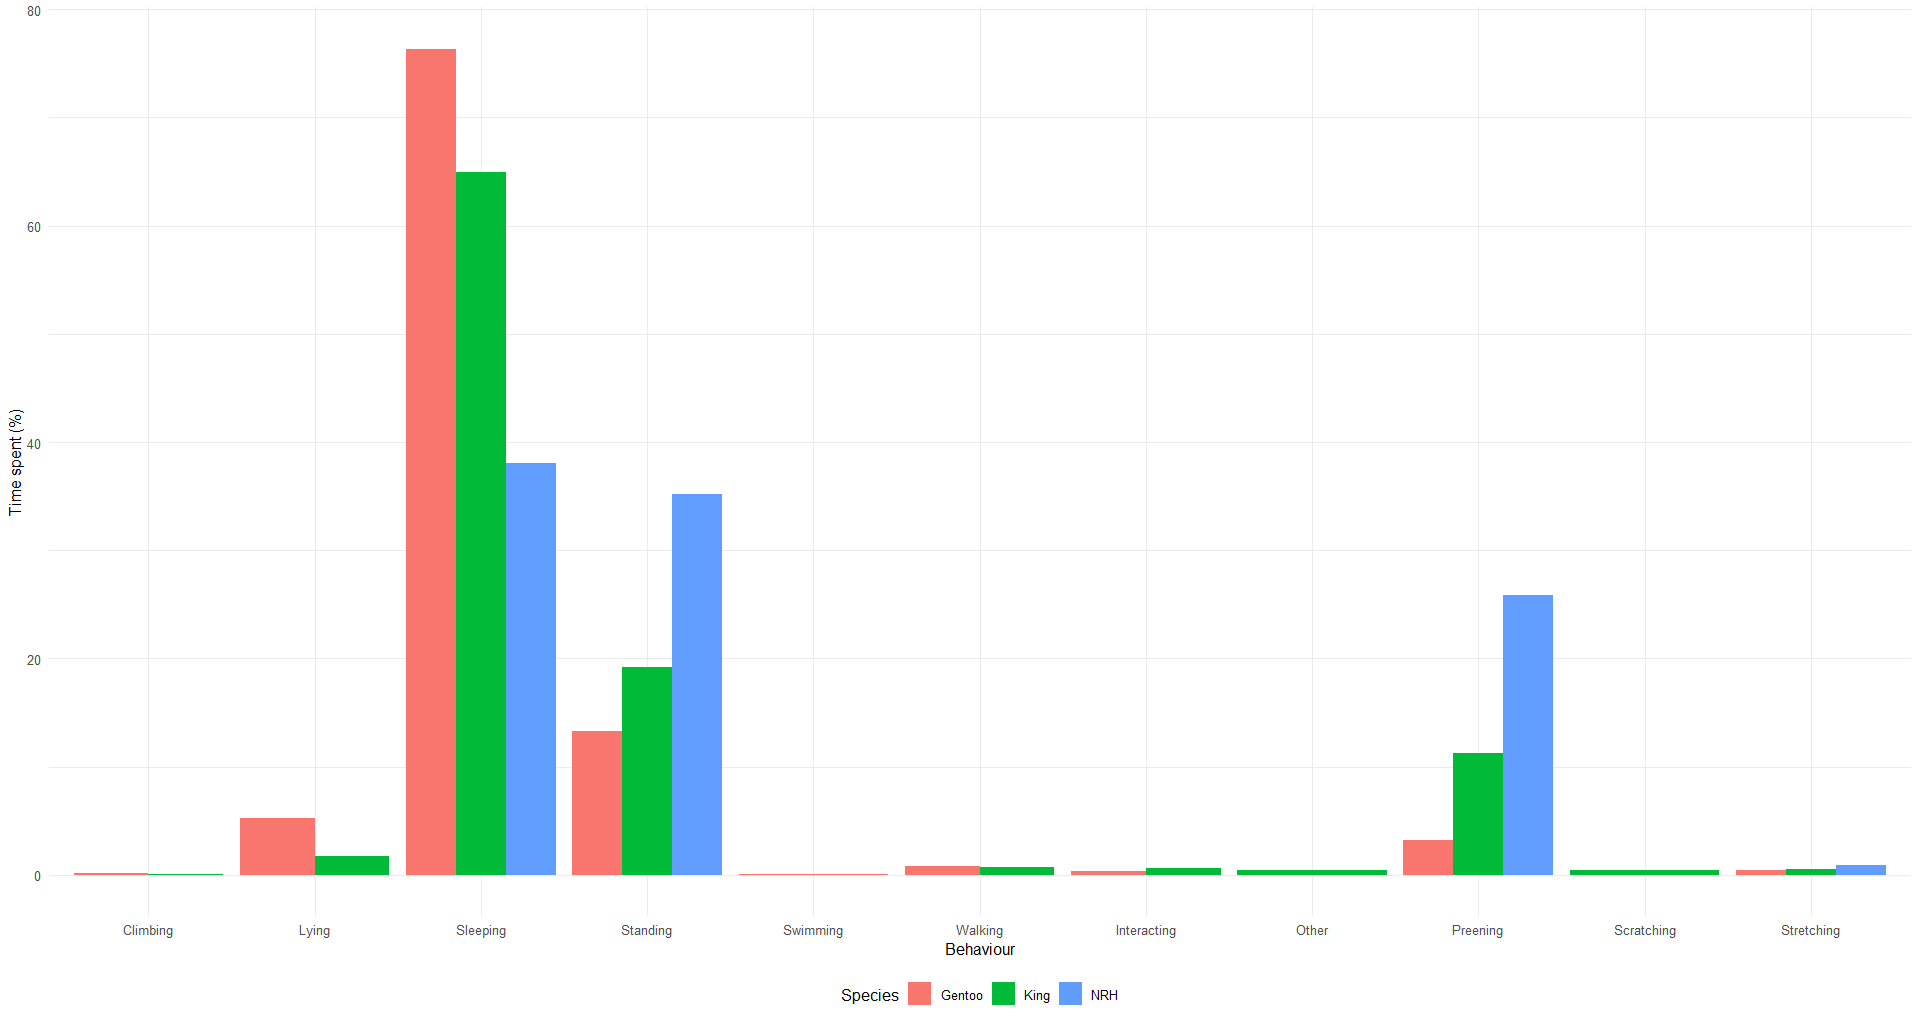 80
60
40
20
0
Time spent (%)
Climbing Lying Sleeping Standing Swimming Walking Interacting Other Preening Scratching Stretching
Behaviour
Species Gentoo King NRH